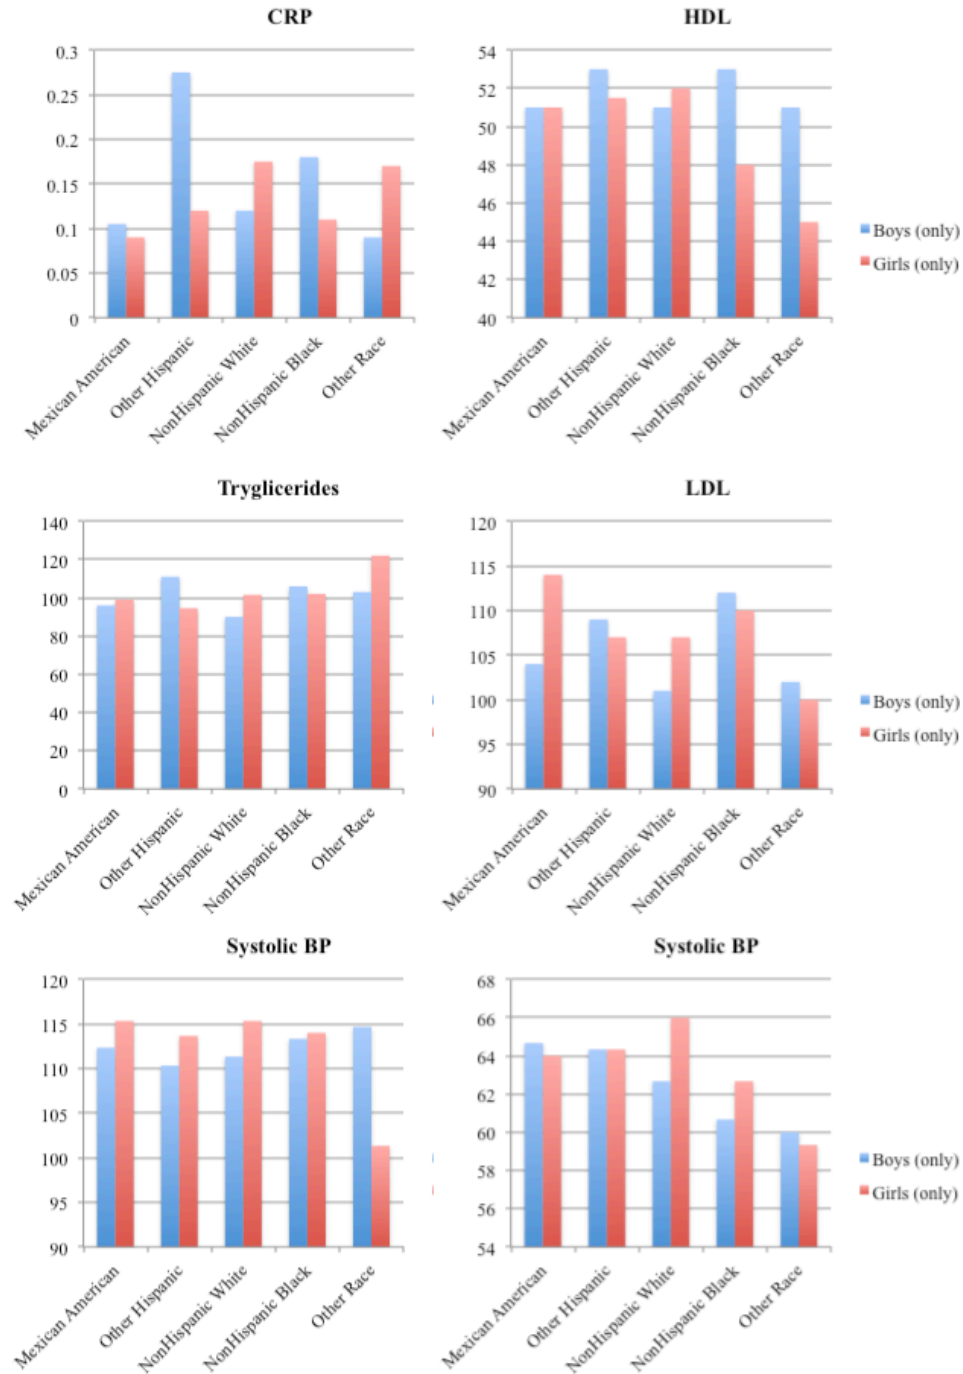 CRP
0.3
0.25
0.2
0.15
0.1
0.05
0
Mexican American
Other Hispanic
NonHispanic White
NonHispanic Black
Other Race
HDL
54
52
50
48
46
44
42
40
Mexican American
Other Hispanic
NonHispanic White
NonHispanic Black
Other Race
Boys (only)
Girls (only)
Tryglicerides
140
120
100
80
60
40
20
0
Mexican American
Other Hispanic
NonHispanic White
NonHispanic Black
Other Race
LDL
120
115
110
105
100
95
90
Mexican American
Other Hispanic
NonHispanic White
NonHispanic Black
Other Race
Boys (only)
Girls (only)
Systolic BP
120
115
110
105
100
95
90
Mexican American
Other Hispanic
NonHispanic White
NonHispanic Black
Other Race
Systolic BP
68
66
64
62
60
58
56
54
Mexican American
Other Hispanic
NonHispanic White
NonHispanic Black
Other Race
Boys (only)
Girls (only)